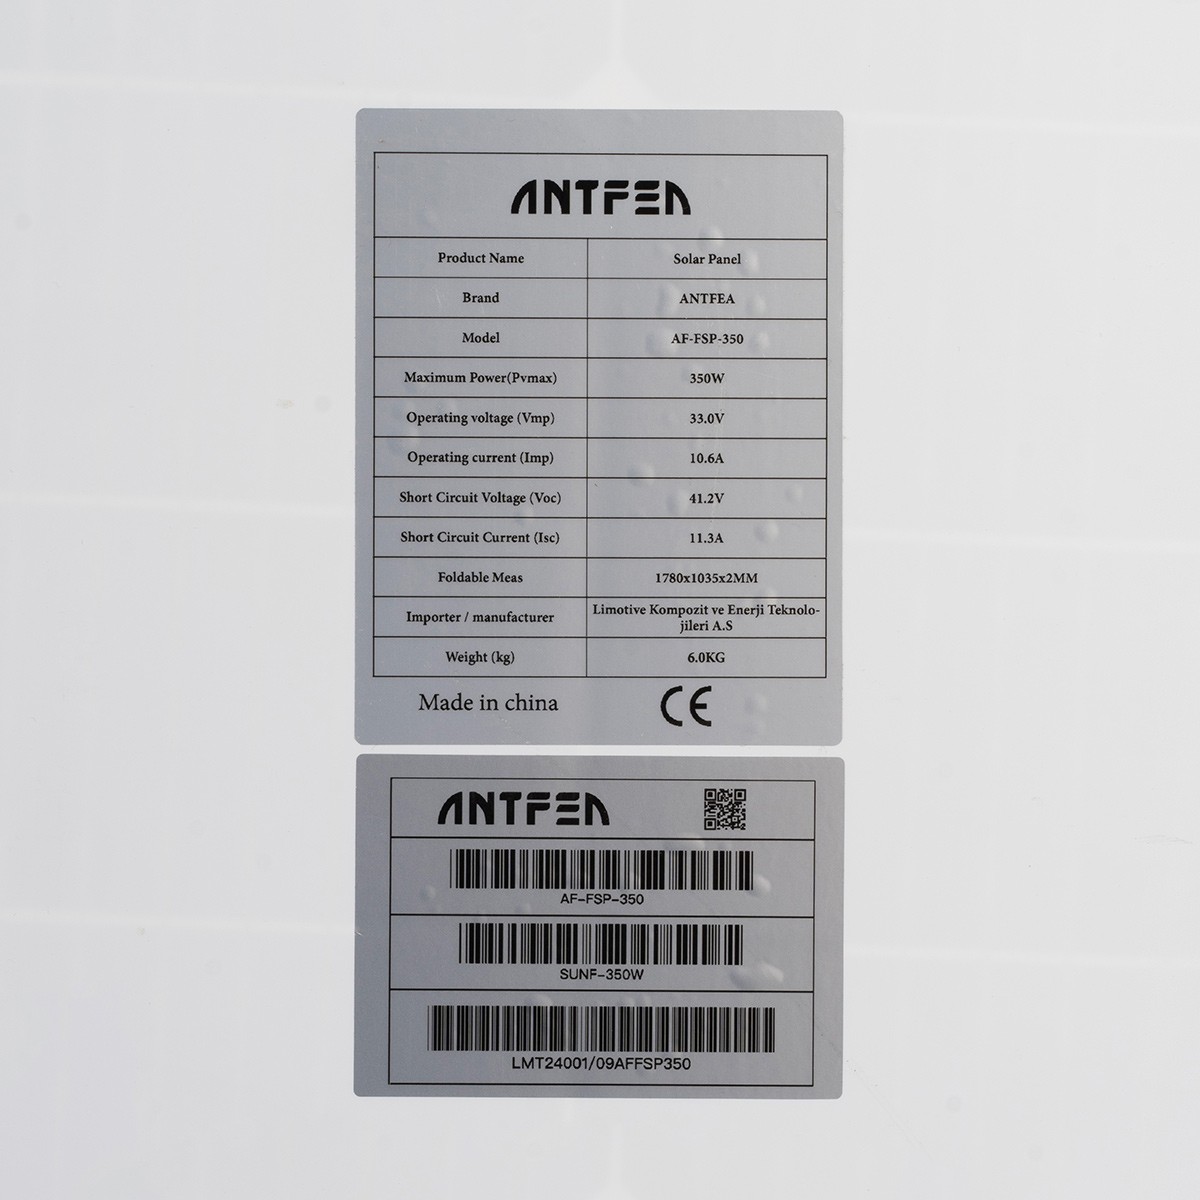 ANTFEA
Product Name Solar Panel
Brand ANTFEA
Model AF-FSP-350
Maximum Power(Pvmax) 350W
Operating voltage (Vmp) 33.0V
Operating current (Imp) 10.6A
Short Circuit Voltage (Voc) 41.2V
Short Circuit Current (Isc) 11.3A
Foldable Meas 1780x1035x2MM
Importer / manufacturer Limotive Kompozit ve Enerji Teknolo-
jileri A.S
Weight (kg) 6.0KG
Made in china CE
ANTFEA
AF-FSP-350
SUNF-350W
LMT24001/09AFFSP350